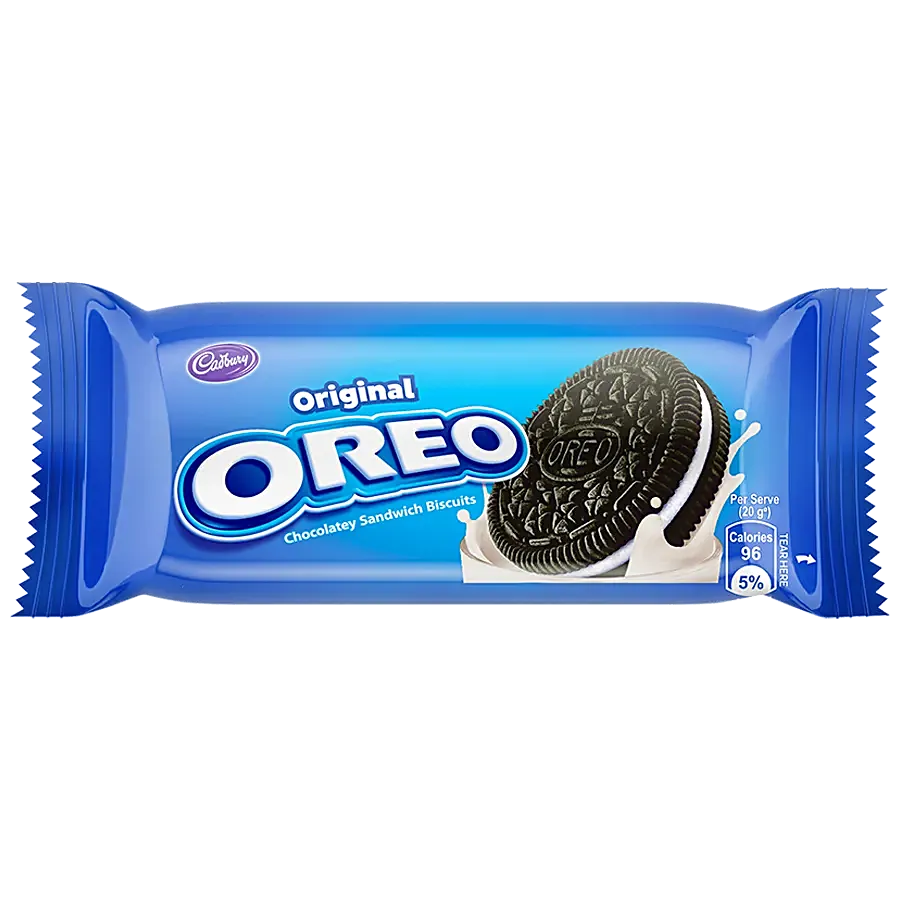 Cadbury
Original
OREO
Chocolatey Sandwich Biscuits
OREO
Per Serve
(20 g*)
Calories
96
5%
TEAR HERE